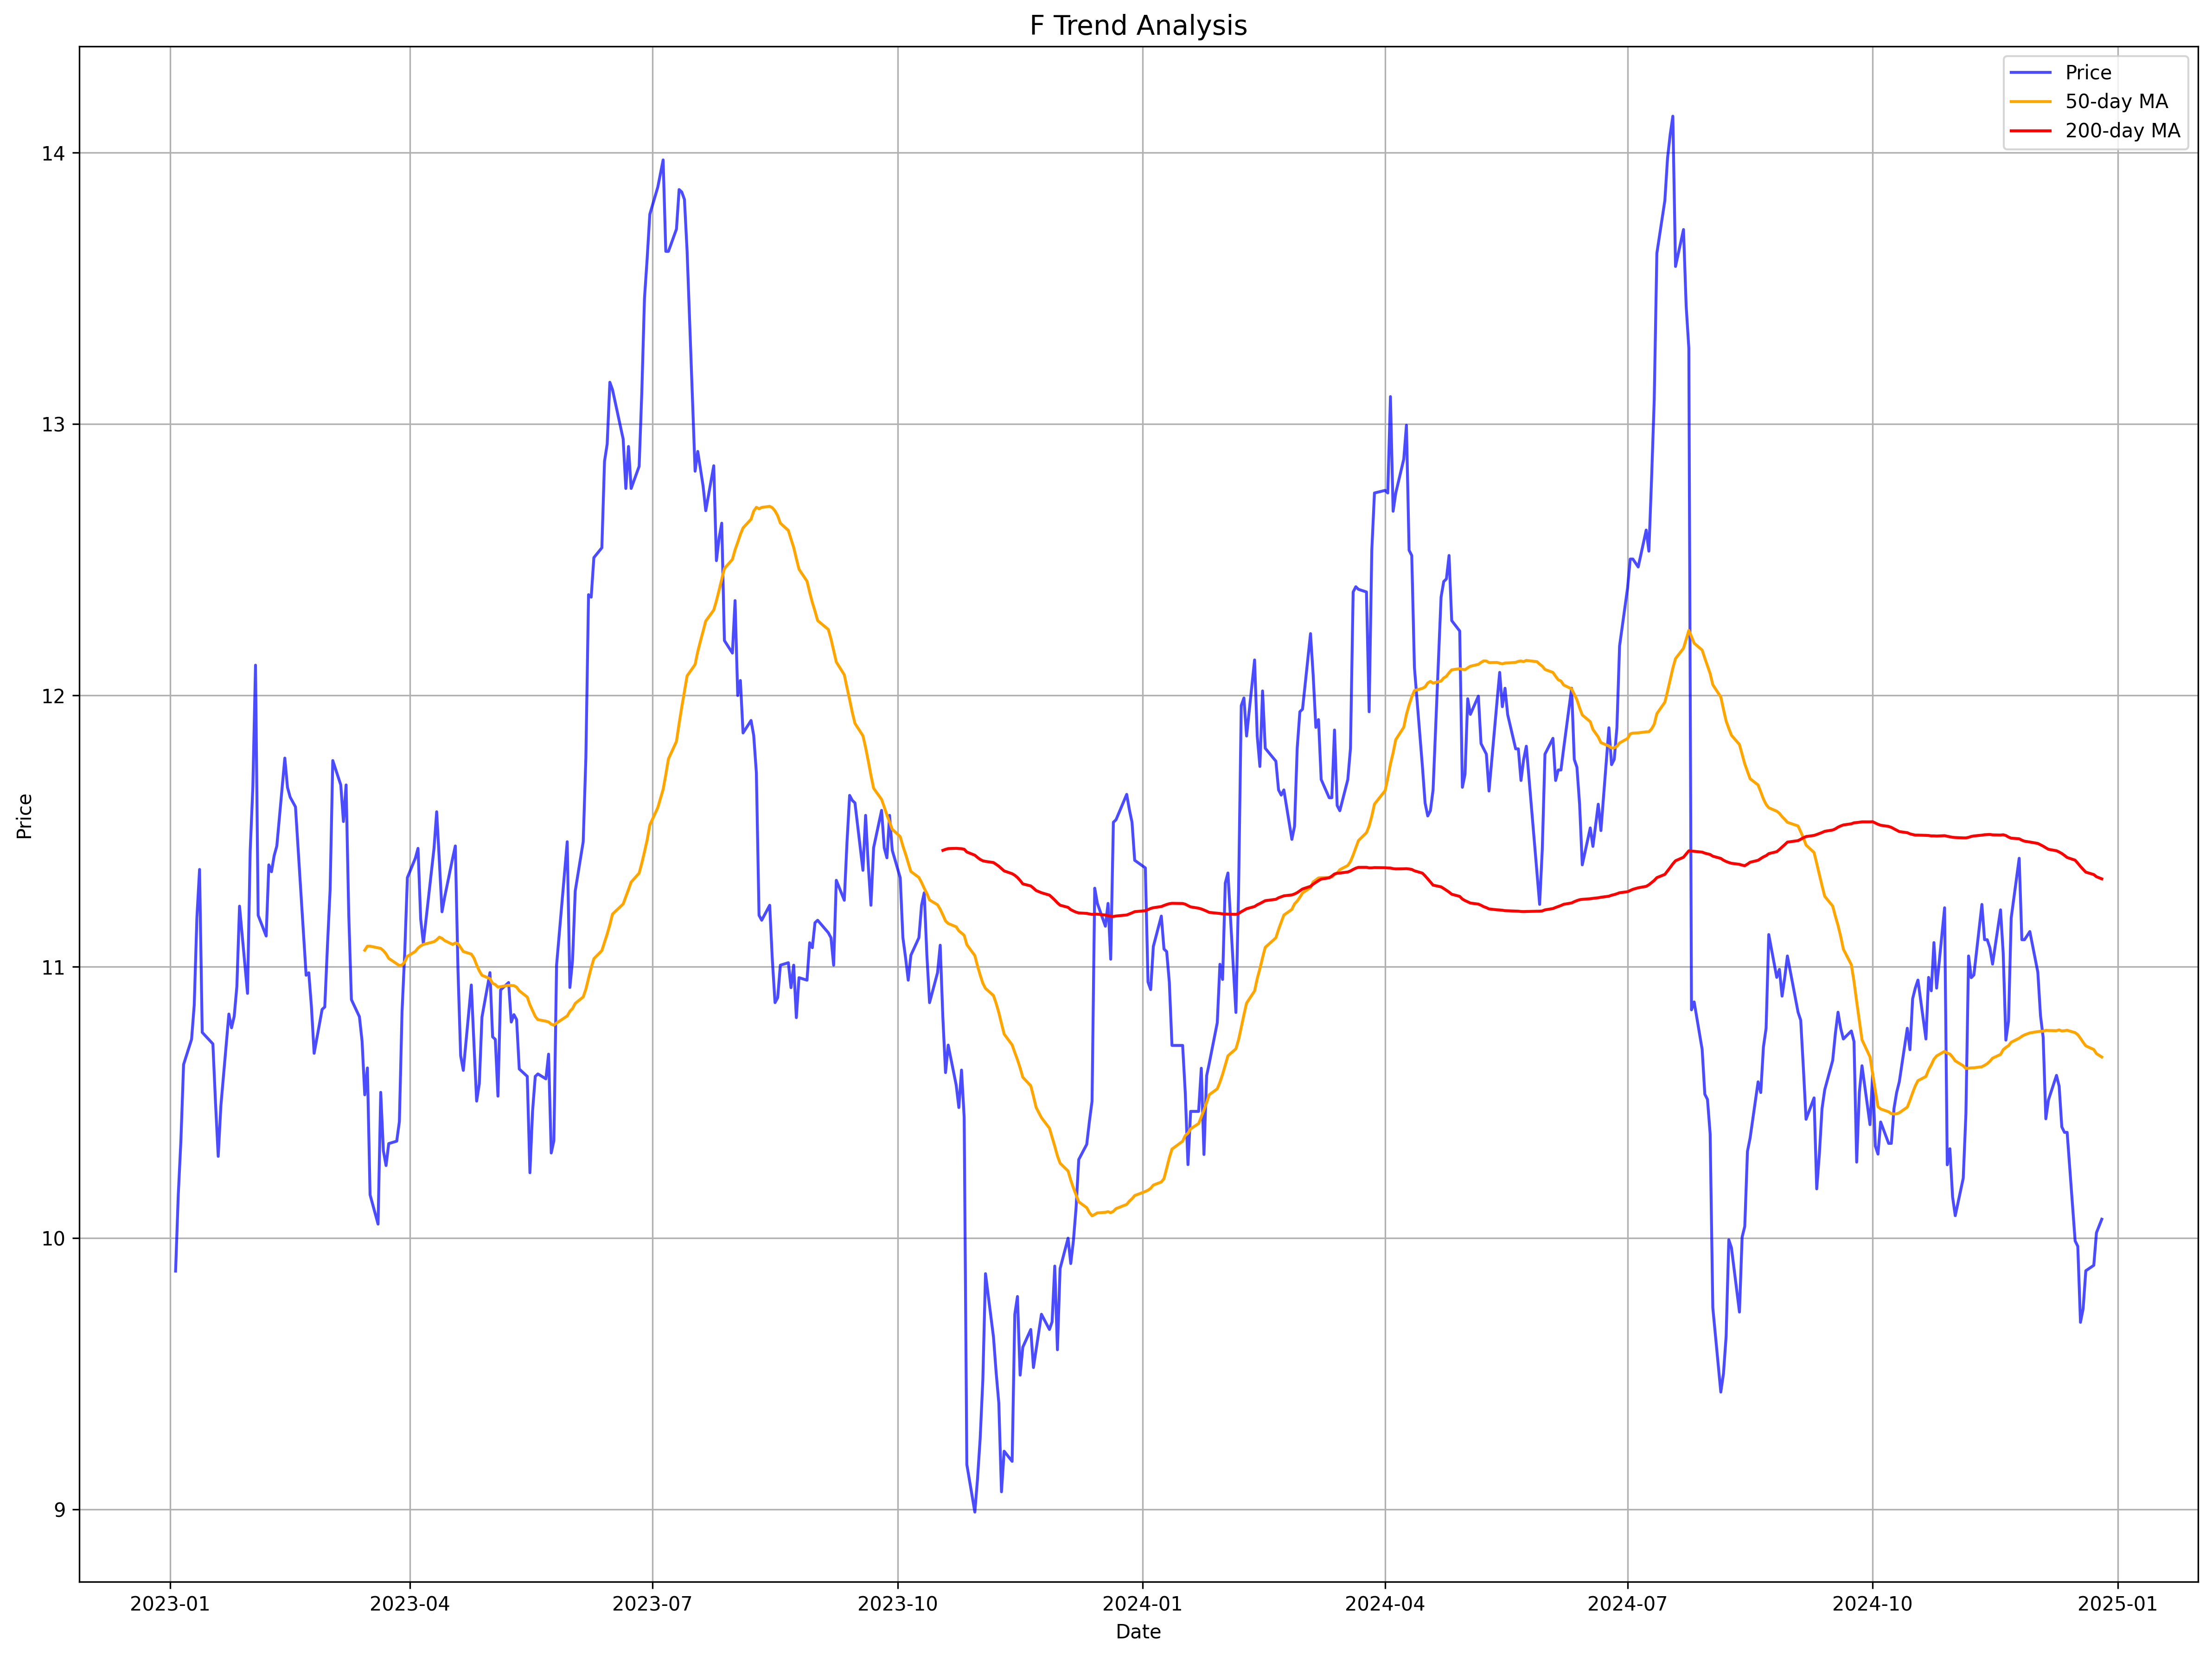 F Trend Analysis
Price
50-day MA
200-day MA
14
13
12
11
10
9
Price
2023-01
2023-04
2023-07
2023-10
2024-01
2024-04
2024-07
2024-10
2025-01
Date